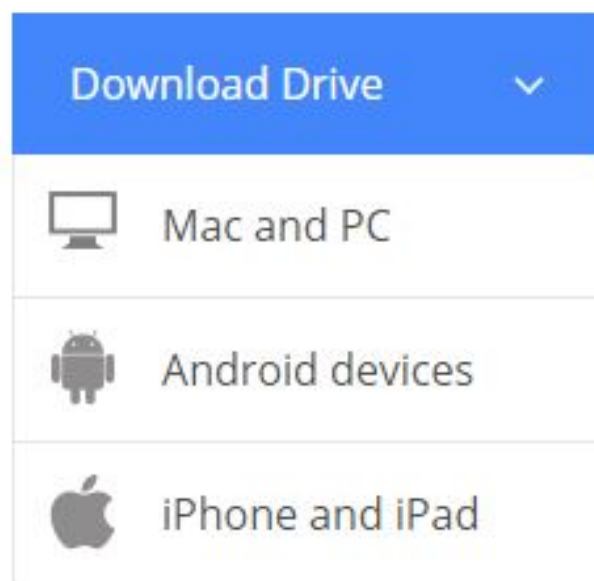 Download Drive
Mac and PC
Android devices
iPhone and iPad